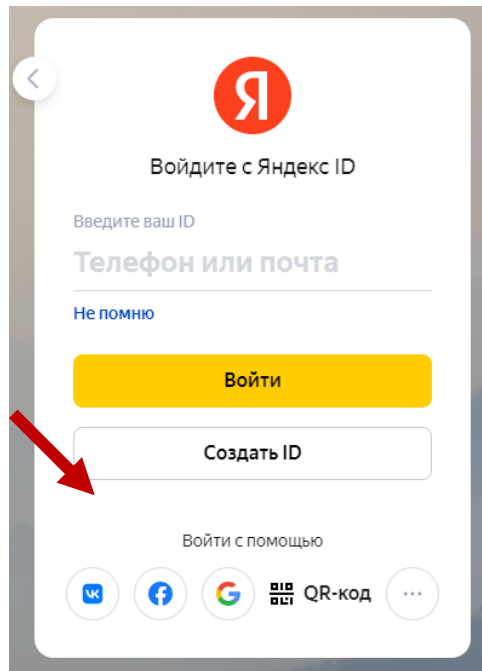 Я
Войдите с Яндекс ID
Введите ваш ID
Телефон или почта
Не помню
Войти
Создать ID
Войти с помощью
QR-код